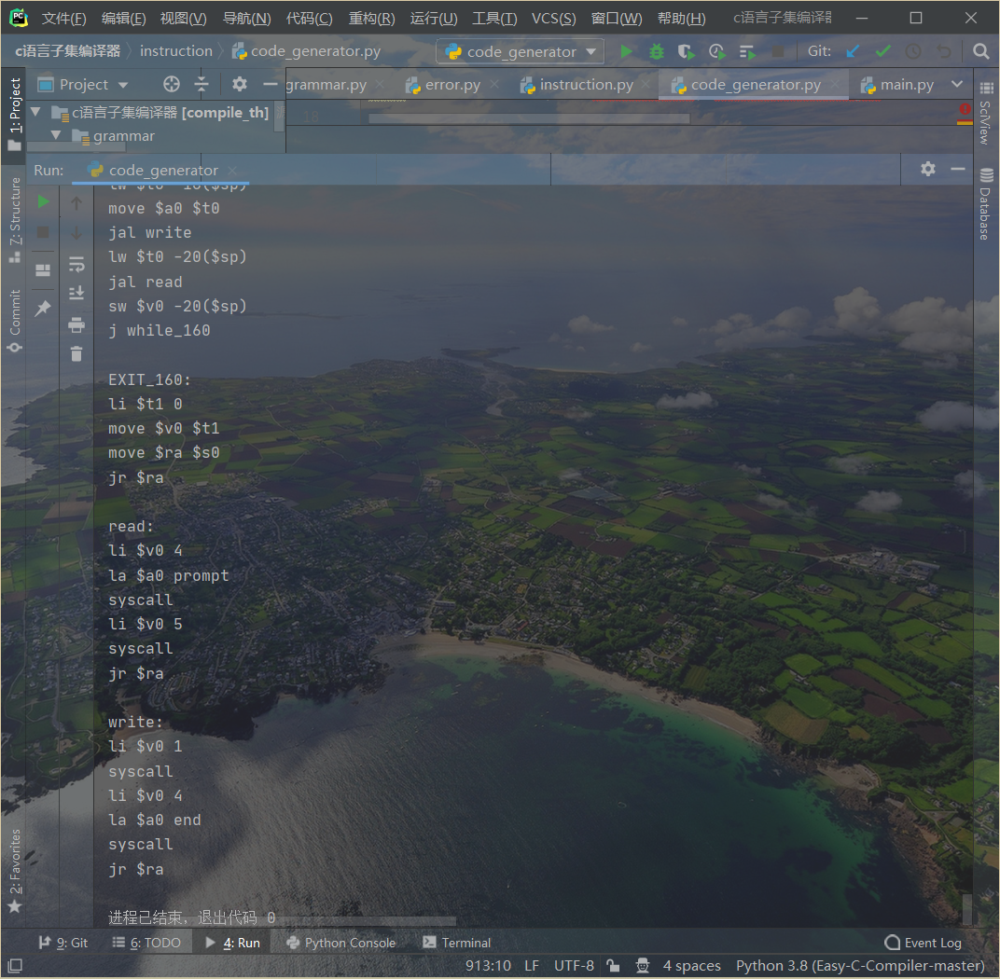 PC 文件(F) 编辑(E) 视图(V) 导航(N) 代码(C) 重构(R) 运行(U) 工具(T) VCS(S) 窗口(W) 帮助(H) c语言子集编译器
c语言子集编译器 instruction code_generator.py code_generator Git:
1: Project
Project
grammar.py error.py instruction.py code_generator.py main.py
c语言子集编译器 [compile_th]
18
grammar
SciView
Database
Run: code_generator
7: Structure
Commit
2: Favorites
lw $t0 -16($sp)
move $a0 $t0
jal write
lw $t0 -20($sp)
jal read
sw $v0 -20($sp)
j while_160
EXIT_160:
li $t1 0
move $v0 $t1
move $ra $s0
jr $ra
read:
li $v0 4
la $a0 prompt
syscall
li $v0 5
syscall
jr $ra
write:
li $v0 1
syscall
li $v0 4
la $a0 end
syscall
jr $ra
进程已结束，退出代码 0
9: Git 6: TODO 4: Run Python Console Terminal Event Log
913:10 LF UTF-8 4 spaces Python 3.8 (Easy-C-Compiler-master)